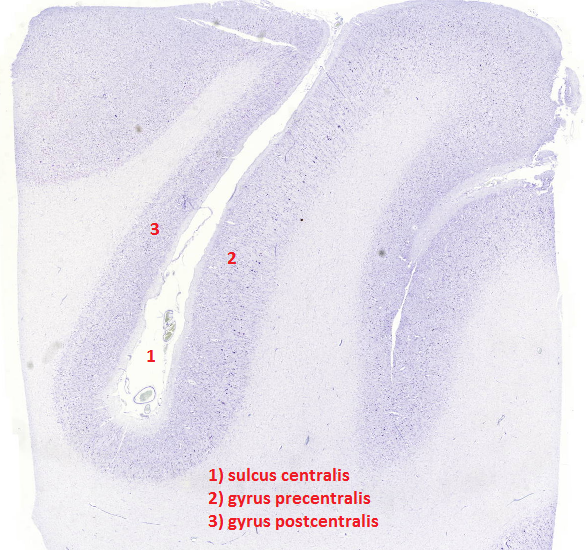 3
2
1
1) sulcus centralis
2) gyrus precentralis
3) gyrus postcentralis